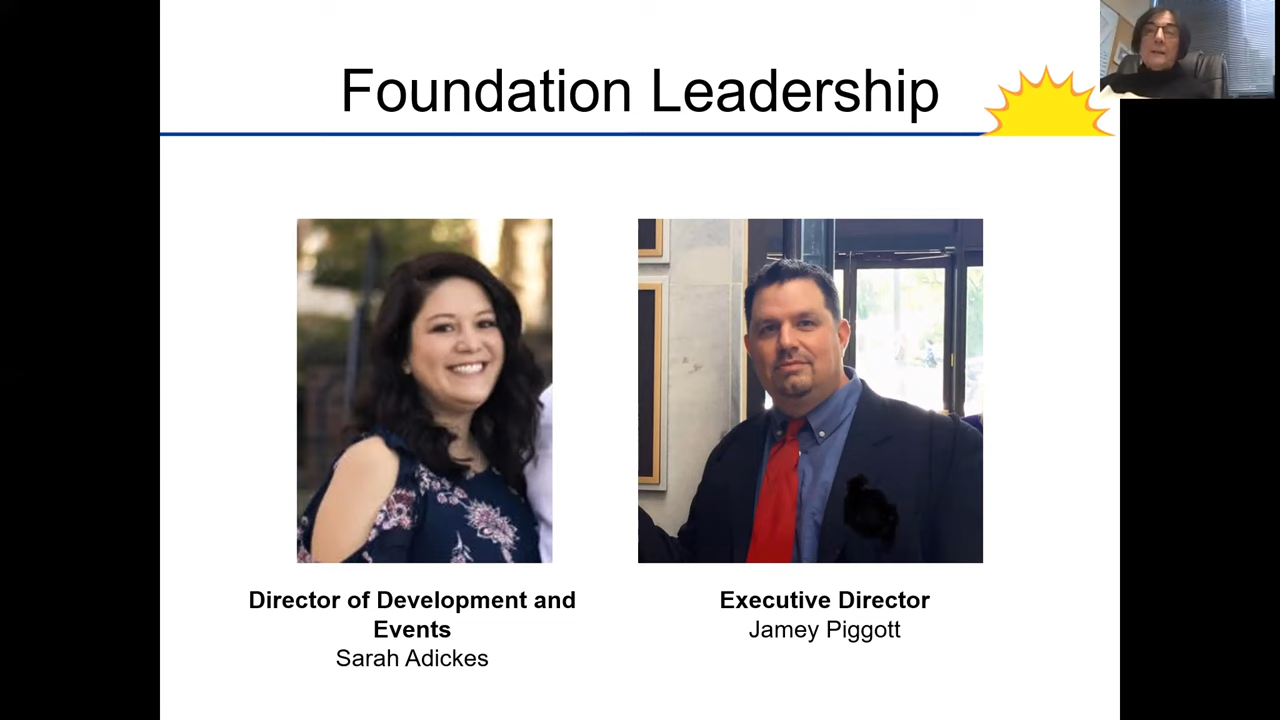 Foundation Leadership
Director of Development and
Events
Sarah Adickes
Executive Director
Jamey Piggott